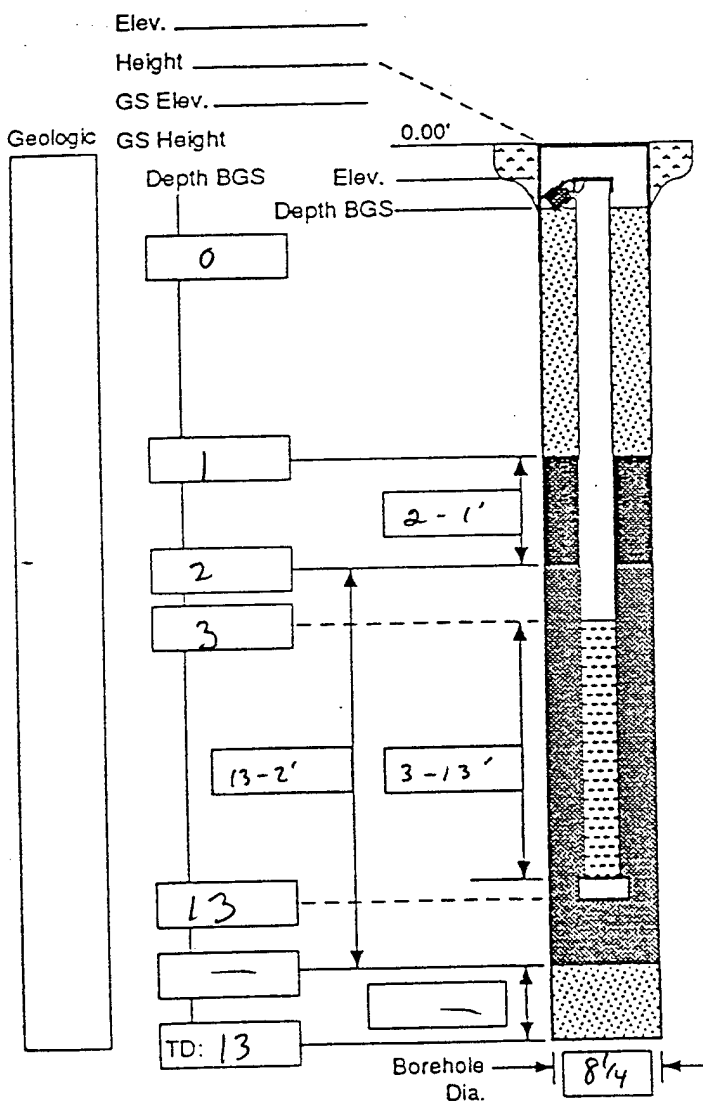 Elev.
Height
GS Elev.
Geologic GS Height 0.00'
Depth BGS Elev.
Depth BGS
0
1
2 - 1'
2
3
13-2' 3-13'
13
—
—
TD: 13
Borehole Dia. 8 1/4